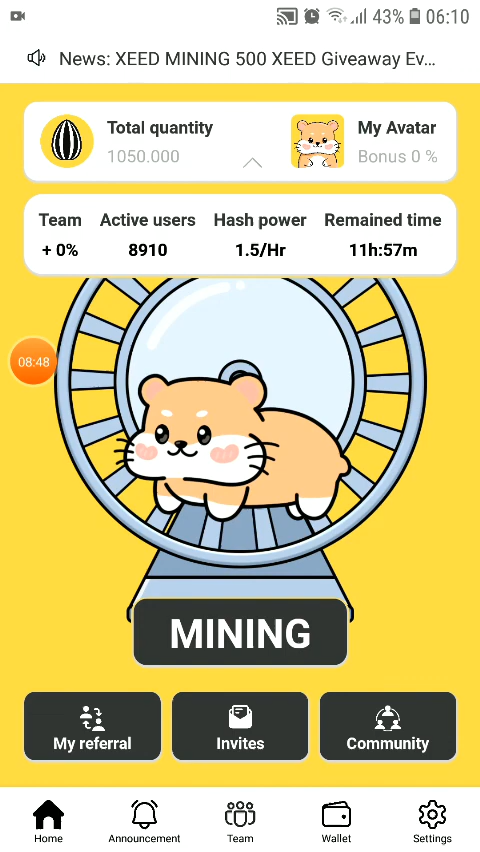 43% 06:10
News: XEED MINING 500 XEED Giveaway Ev...
Total quantity
1050.000
My Avatar
Bonus 0 %
Team Active users Hash power Remained time
+ 0% 8910 1.5/Hr 11h:57m
08:48
MINING
My referral Invites Community
Home Announcement Team Wallet Settings